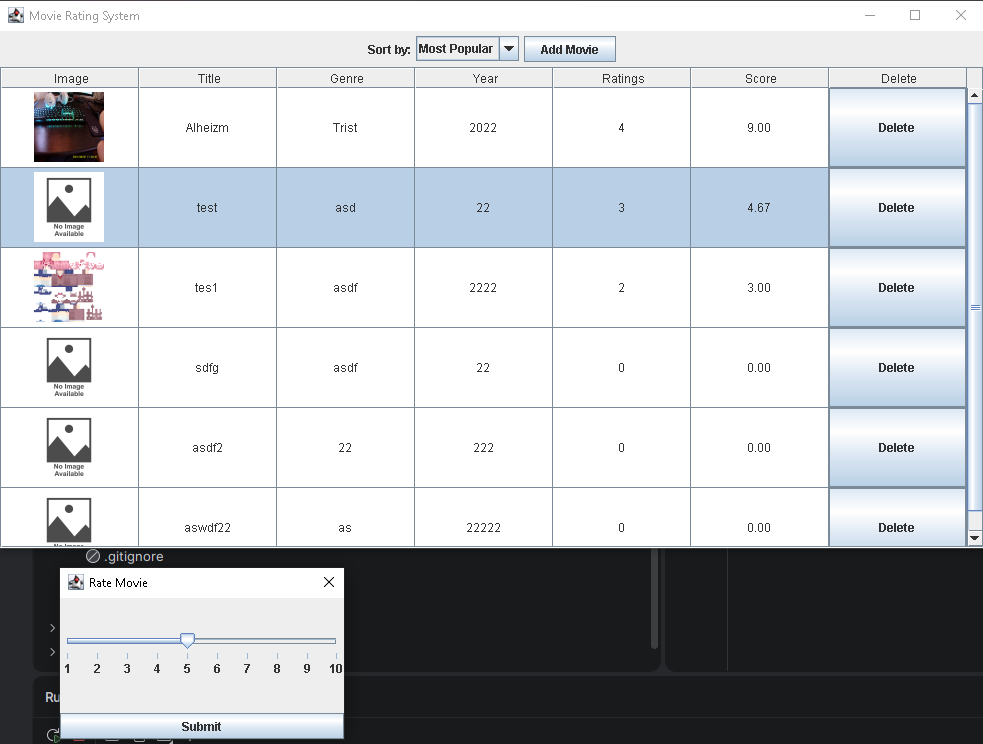 Movie Rating System
Sort by: Most Popular Add Movie
Image Title Genre Year Ratings Score Delete
Alheizm Trist 2022 4 9.00 Delete
No Image
Available
test asd 22 3 4.67 Delete
tes1 asdf 2222 2 3.00 Delete
No Image
Available
sdfg asdf 22 0 0.00 Delete
No Image
Available
asdf2 22 222 0 0.00 Delete
aswdf22 as 22222 0 0.00 Delete
.gitignore
Rate Movie
1 2 3 4 5 6 7 8 9 10
Ru
Submit